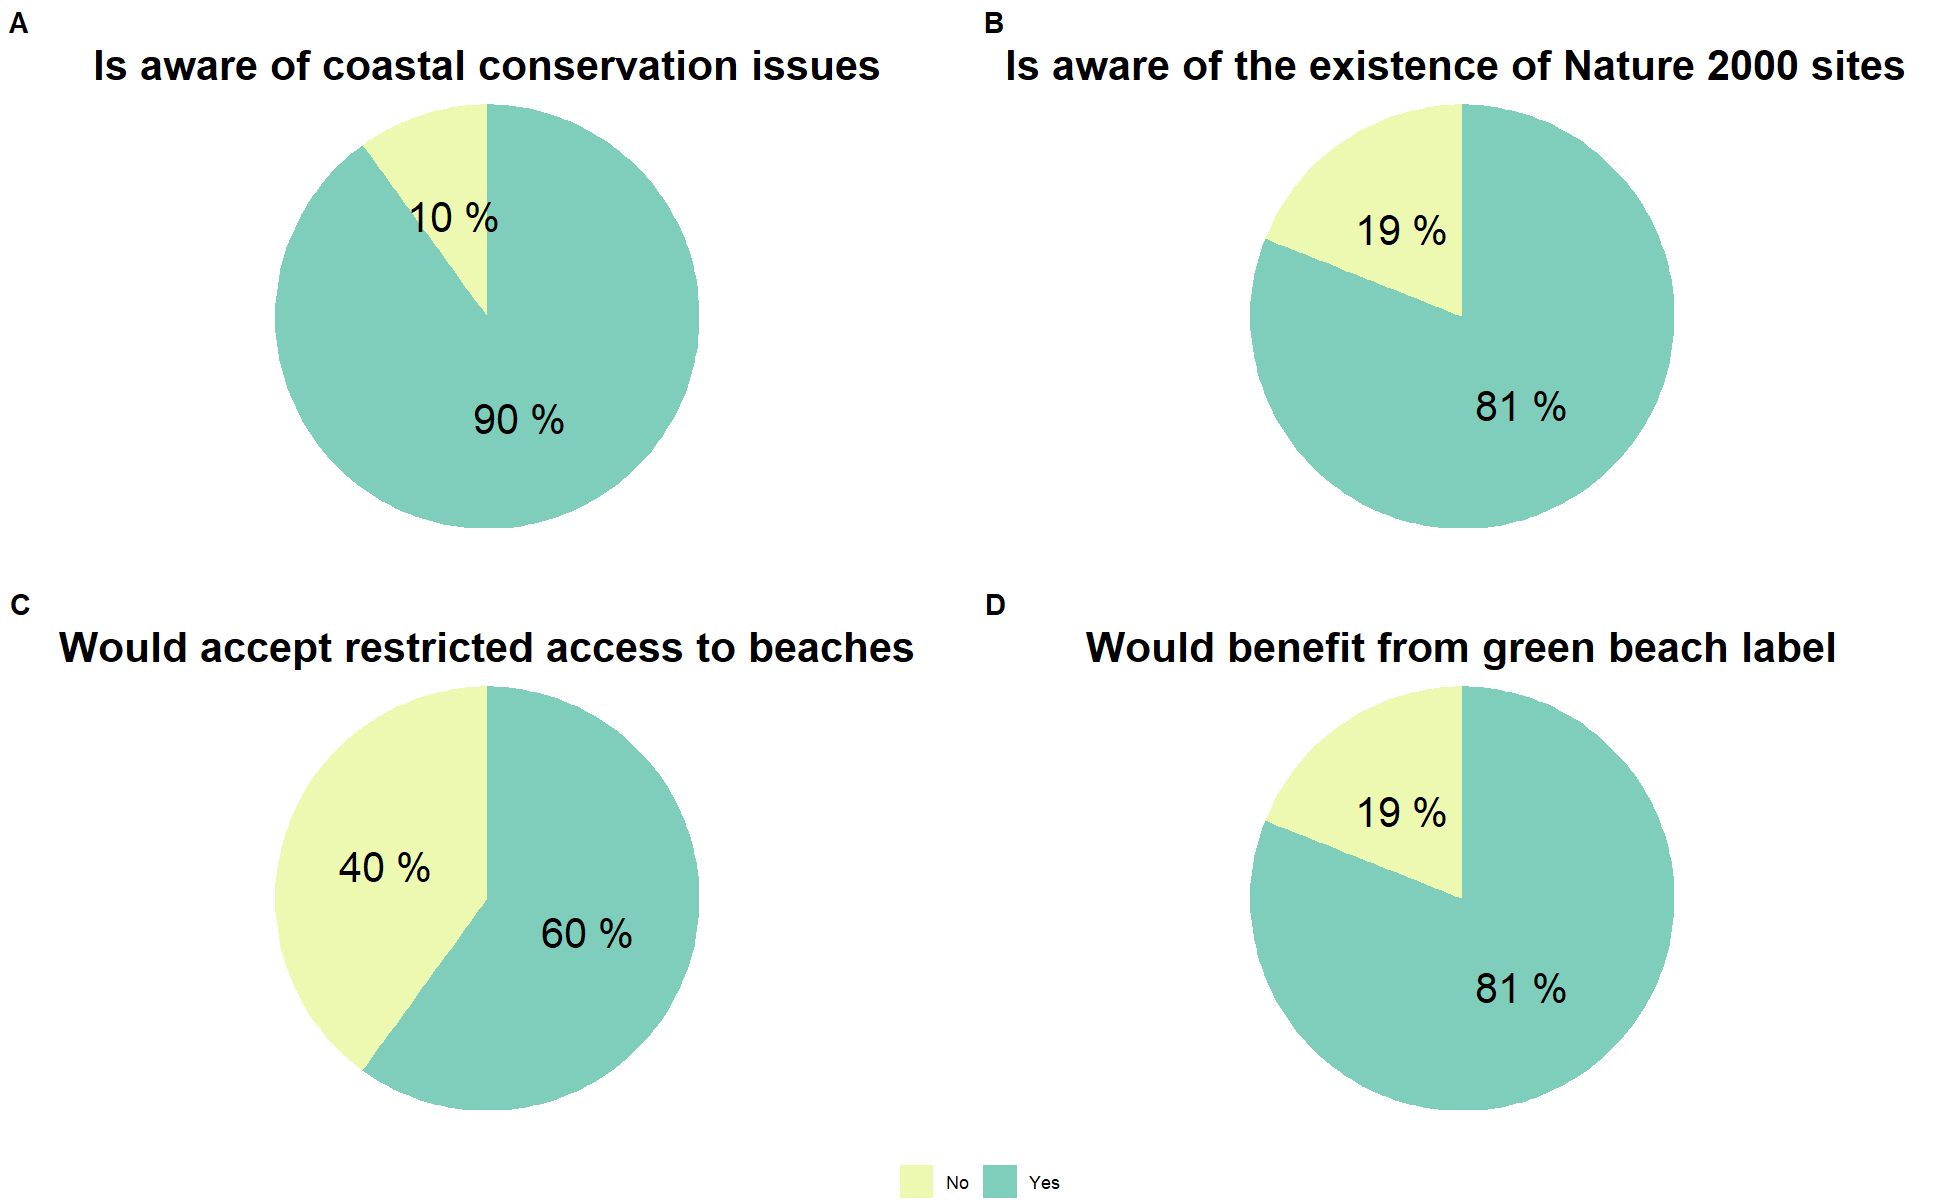 A
Is aware of coastal conservation issues
10 %
90 %
B
Is aware of the existence of Nature 2000 sites
19 %
81 %
C
Would accept restricted access to beaches
40 %
60 %
D
Would benefit from green beach label
19 %
81 %
No Yes